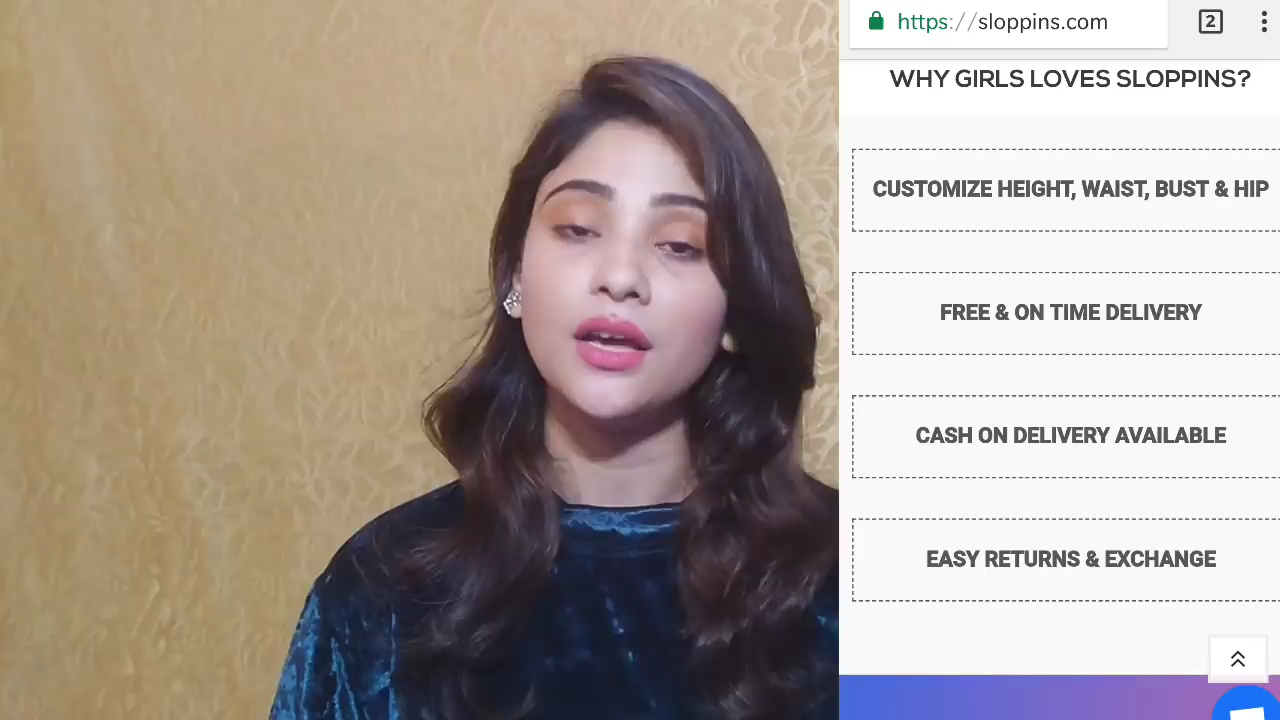 2
https://sloppins.com
WHY GIRLS LOVES SLOPPINS?
CUSTOMIZE HEIGHT, WAIST, BUST & HIP
FREE & ON TIME DELIVERY
CASH ON DELIVERY AVAILABLE
EASY RETURNS & EXCHANGE